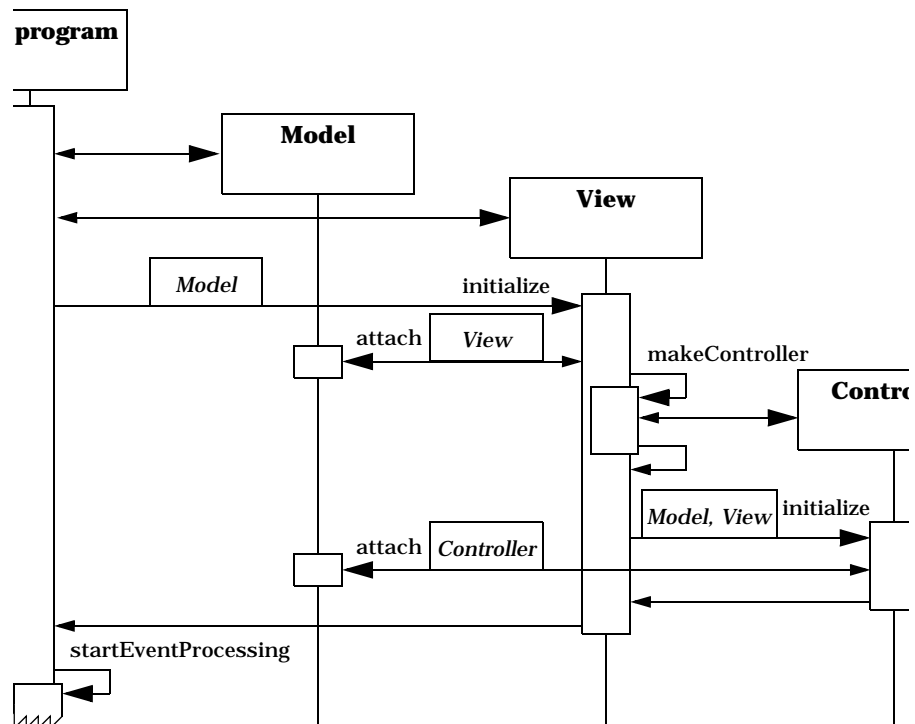 program
Model
View
Model
initialize
attach
View
makeController
Contro
Model, View
initialize
attach
Controller
startEventProcessing